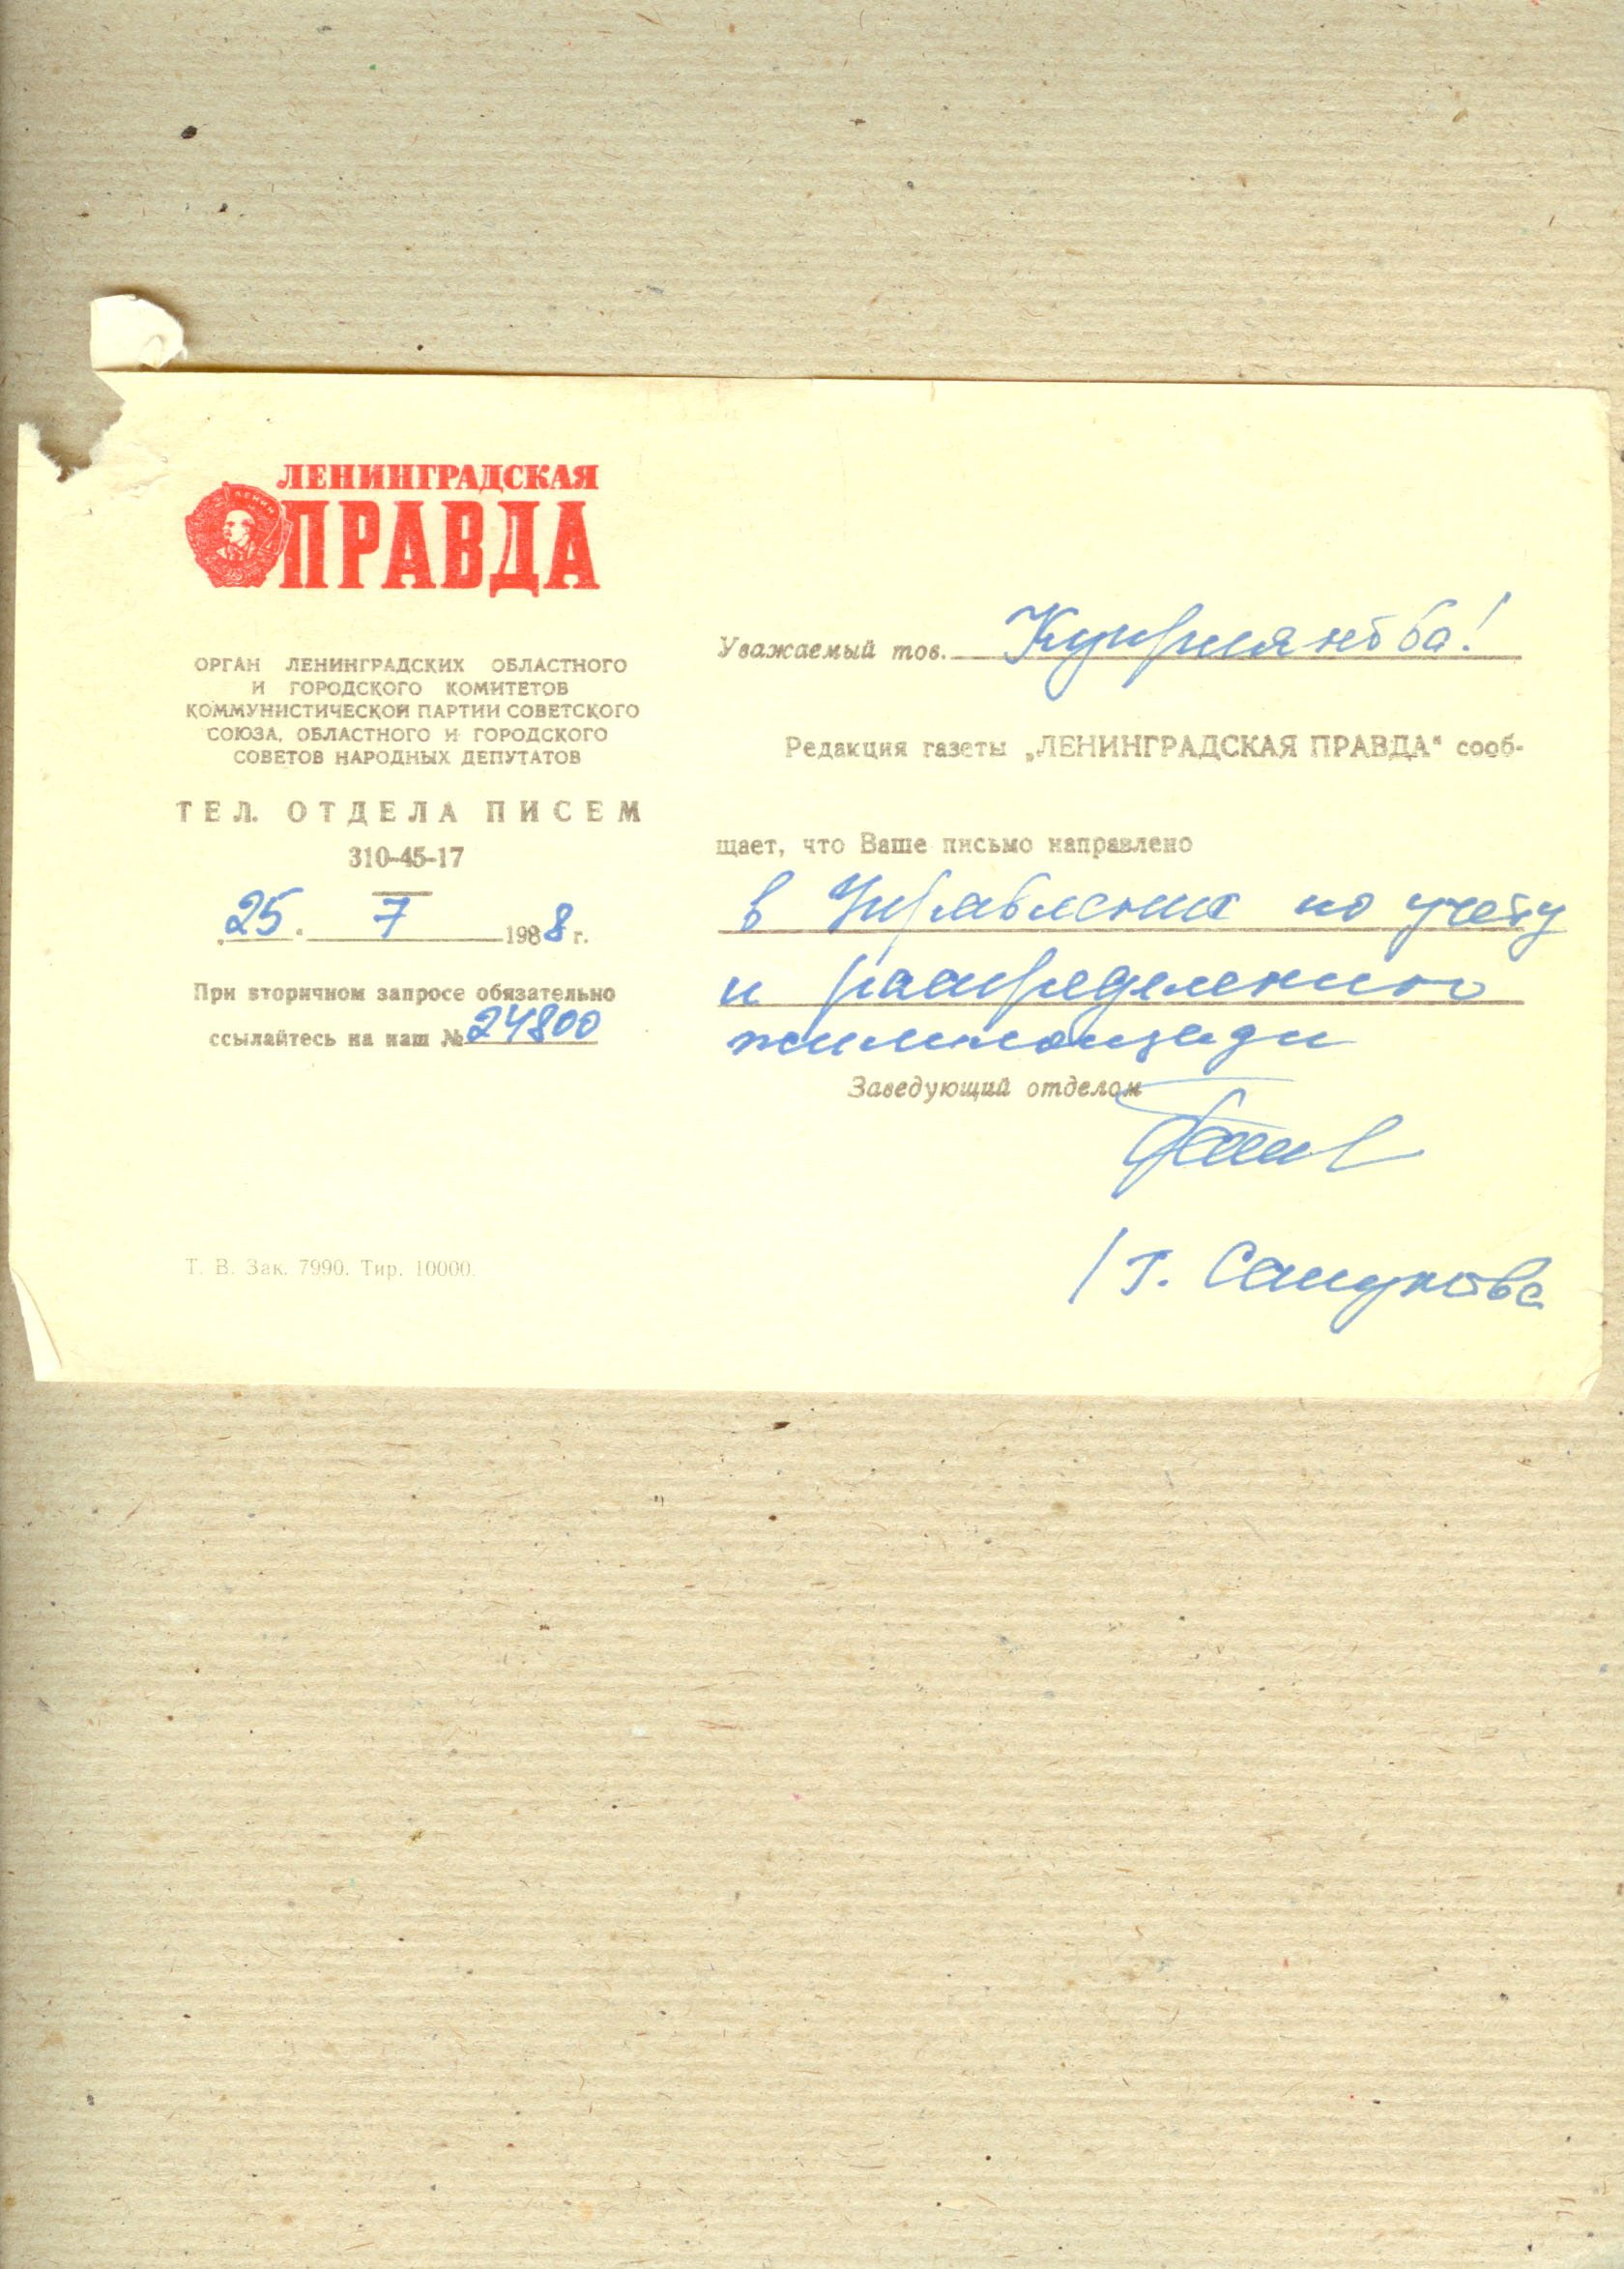 ЛЕНИНГРАДСКАЯ
ПРАВДА
ЛЕНИН
ОРГАН ЛЕНИНГРАДСКИХ ОБЛАСТНОГО
И ГОРОДСКОГО КОМИТЕТОВ
КОММУНИСТИЧЕСКОЙ ПАРТИИ СОВЕТСКОГО
СОЮЗА, ОБЛАСТНОГО И ГОРОДСКОГО
СОВЕТОВ НАРОДНЫХ ДЕПУТАТОВ
ТЕЛ. ОТДЕЛА ПИСЕМ
310-45-17
25. 7 1988 г.
При вторичном запросе обязательно
ссылайтесь на наш № 24800
Т. В. Зак. 7990. Тир. 10000.
Уважаемый тов. Куприянова!
Редакция газеты „ЛЕНИНГРАДСКАЯ ПРАВДА“ сооб-
щает, что Ваше письмо направлено
в Управление по учету
и распределению
жилплощади
Заведующий отделом
/Т.